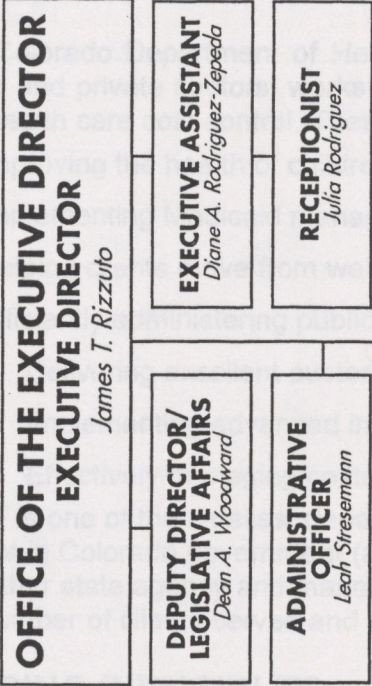 OFFICE OF THE EXECUTIVE DIRECTOR
EXECUTIVE DIRECTOR
James T. Rizzuto
DEPUTY DIRECTOR/
LEGISLATIVE AFFAIRS
Dean A. Woodward
EXECUTIVE ASSISTANT
Diane A. Rodriguez-Zepeda
ADMINISTRATIVE
OFFICER
Leah Stresemann
RECEPTIONIST
Julia Rodriguez